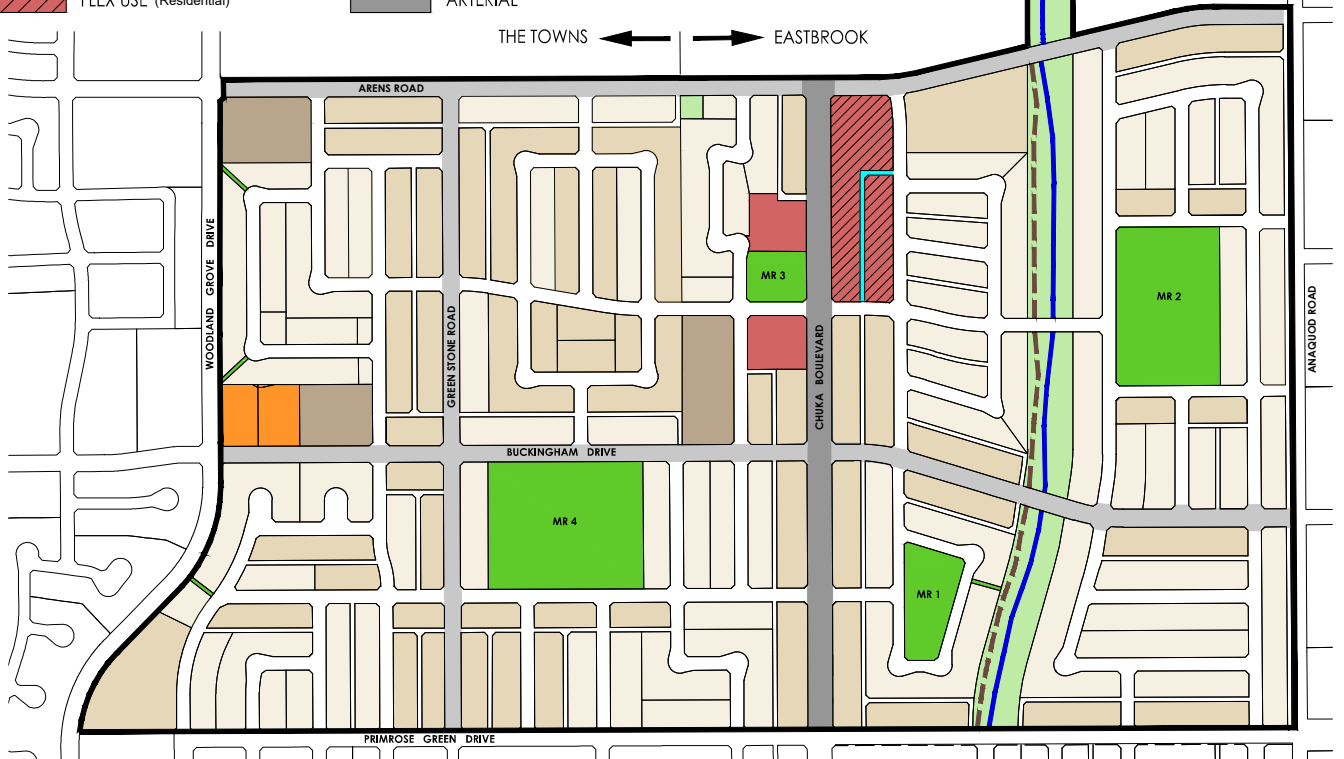 FLEX USE (Residential)
ARTERIAL
THE TOWNS
EASTBROOK
ARENS ROAD
WOODLAND GROVE DRIVE
GREEN STONE ROAD
CHUKA BOULEVARD
ANAQUOD ROAD
MR 3
MR 2
BUCKINGHAM DRIVE
MR 4
MR 1
PRIMROSE GREEN DRIVE